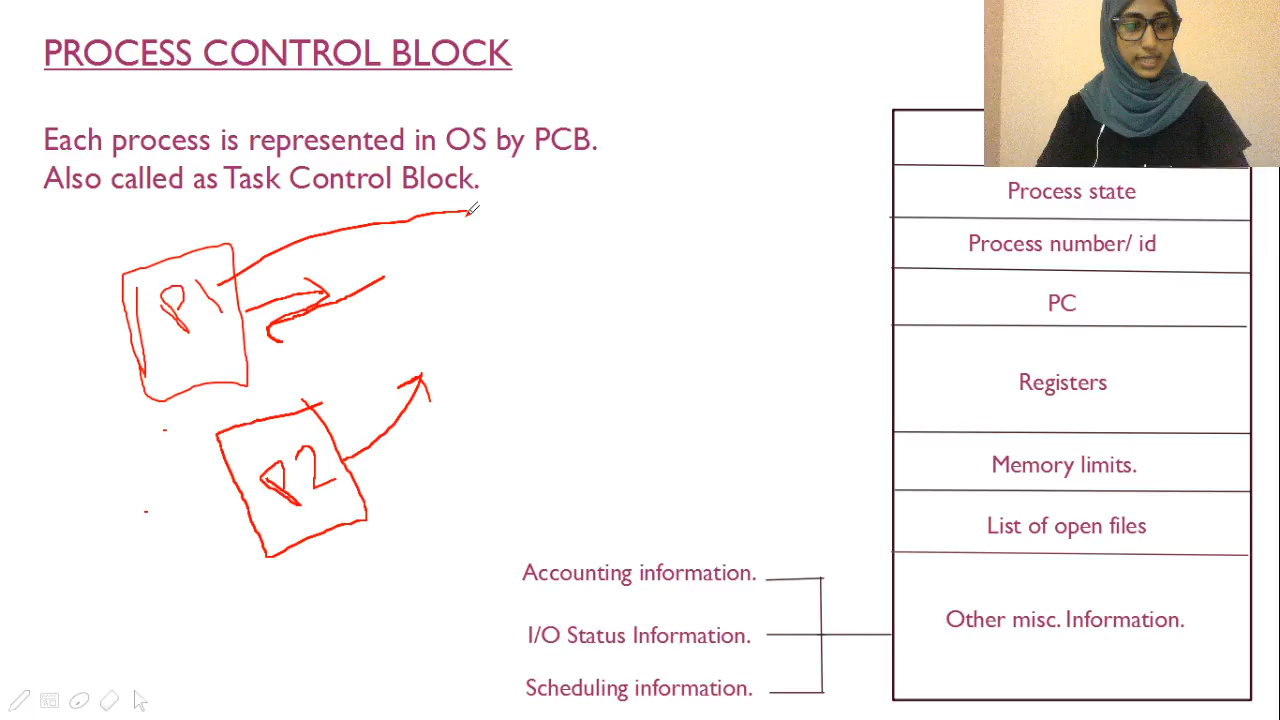 PROCESS CONTROL BLOCK
Each process is represented in OS by PCB.
Also called as Task Control Block.
P1
P2
Process state
Process number/ id
PC
Registers
Memory limits.
List of open files
Other misc. Information.
Accounting information.
I/O Status Information.
Scheduling information.